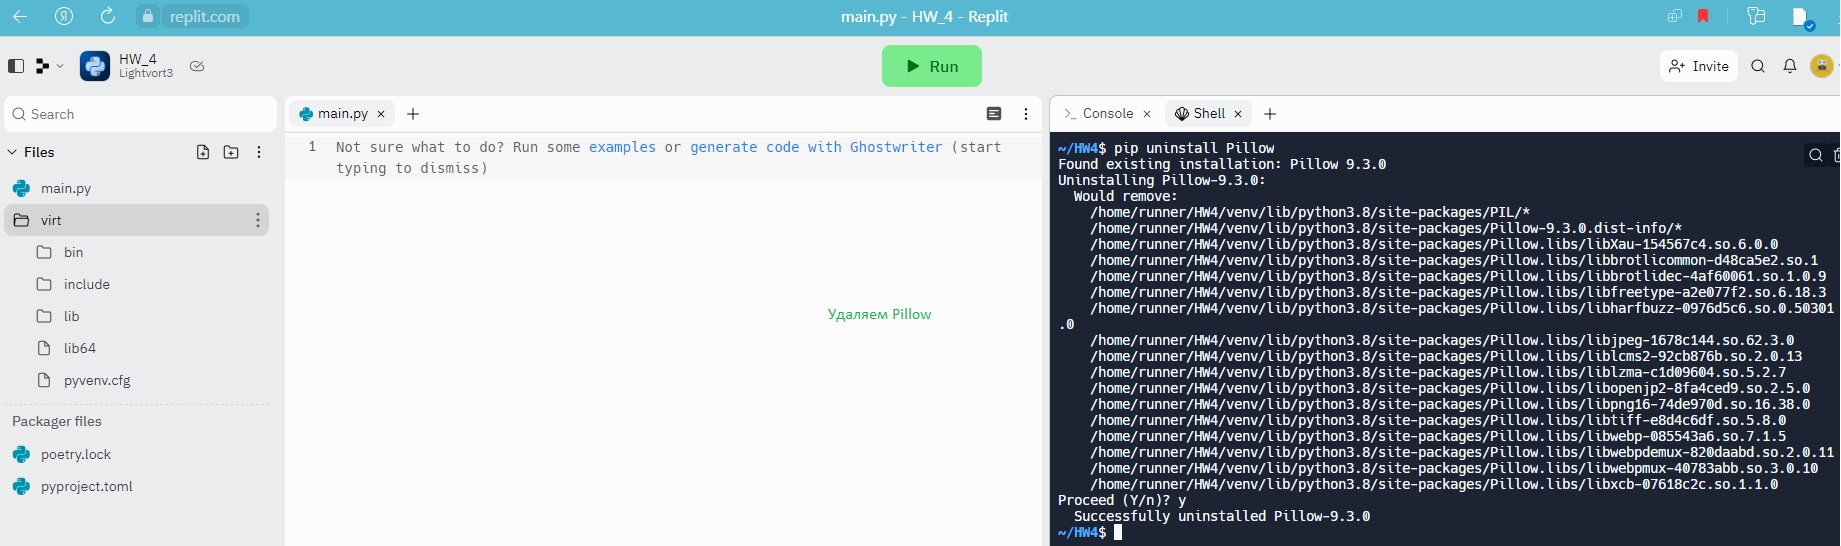 replit.com
main.py - HW_4 - Replit
HW_4
Lightvort3
Run
Invite
Search
Files
main.py
virt
bin
include
lib
lib64
pyvenv.cfg
Packager files
poetry.lock
pyproject.toml
main.py
1 Not sure what to do? Run some examples or generate code with Ghostwriter (start
typing to dismiss)
Удаляем Pillow
Console
Shell
~/HW4$ pip uninstall Pillow
Found existing installation: Pillow 9.3.0
Uninstalling Pillow-9.3.0:
Would remove:
/home/runner/HW4/venv/lib/python3.8/site-packages/PIL/*
/home/runner/HW4/venv/lib/python3.8/site-packages/Pillow-9.3.0.dist-info/*
/home/runner/HW4/venv/lib/python3.8/site-packages/Pillow.libs/libXau-154567c4.so.6.0.0
/home/runner/HW4/venv/lib/python3.8/site-packages/Pillow.libs/libbrotlicommon-d48ca5e2.so.1
/home/runner/HW4/venv/lib/python3.8/site-packages/Pillow.libs/libbrotlidec-4af60061.so.1.0.9
/home/runner/HW4/venv/lib/python3.8/site-packages/Pillow.libs/libfreetype-a2e077f2.so.6.18.3
/home/runner/HW4/venv/lib/python3.8/site-packages/Pillow.libs/libharfbuzz-0976d5c6.so.0.50301
.0
/home/runner/HW4/venv/lib/python3.8/site-packages/Pillow.libs/libjpeg-1678c144.so.62.3.0
/home/runner/HW4/venv/lib/python3.8/site-packages/Pillow.libs/liblcms2-92cb876b.so.2.0.13
/home/runner/HW4/venv/lib/python3.8/site-packages/Pillow.libs/liblzma-c1d09604.so.5.2.7
/home/runner/HW4/venv/lib/python3.8/site-packages/Pillow.libs/libopenjp2-8fa4ced9.so.2.5.0
/home/runner/HW4/venv/lib/python3.8/site-packages/Pillow.libs/libpng16-74de970d.so.16.38.0
/home/runner/HW4/venv/lib/python3.8/site-packages/Pillow.libs/libtiff-e8d4c6df.so.5.8.0
/home/runner/HW4/venv/lib/python3.8/site-packages/Pillow.libs/libwebp-085543a6.so.7.1.5
/home/runner/HW4/venv/lib/python3.8/site-packages/Pillow.libs/libwebpdemux-820daabd.so.2.0.11
/home/runner/HW4/venv/lib/python3.8/site-packages/Pillow.libs/libwebpmux-40783abb.so.3.0.10
/home/runner/HW4/venv/lib/python3.8/site-packages/Pillow.libs/libxcb-07618c2c.so.1.1.0
Proceed (Y/n)? y
Successfully uninstalled Pillow-9.3.0
~/HW4$